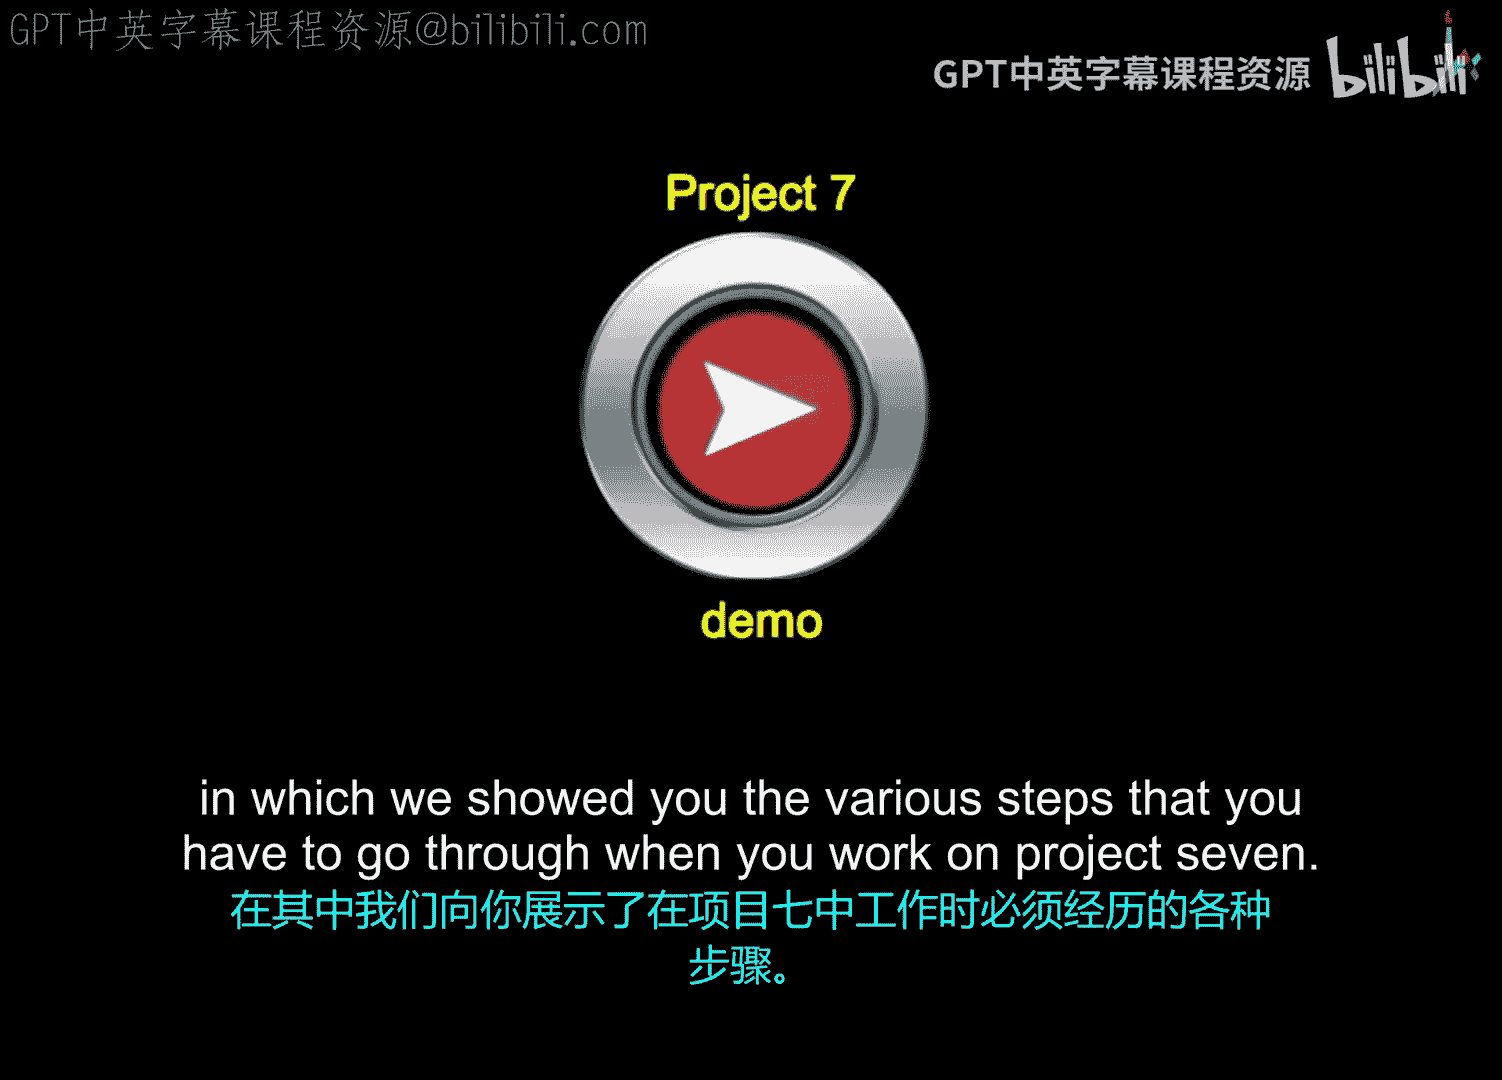 GPT中英字幕课程资源@bilibili.com
GPT中英字幕课程资源 bilibili
Project 7
demo
in which we showed you the various steps that you
have to go through when you work on project seven.
在其中我们向你展示了在项目七中工作时必须经历的各种
步骤。